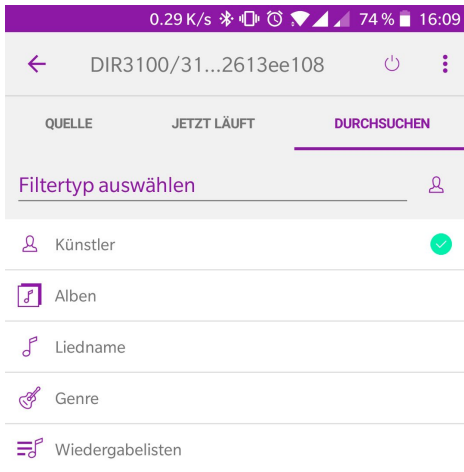 0.29 K/s 74 % 16:09
DIR3100/31...2613ee108
QUELLE JETZT LÄUFT DURCHSUCHEN
Filtertyp auswählen
Künstler
Alben
Liedname
Genre
Wiedergabelisten